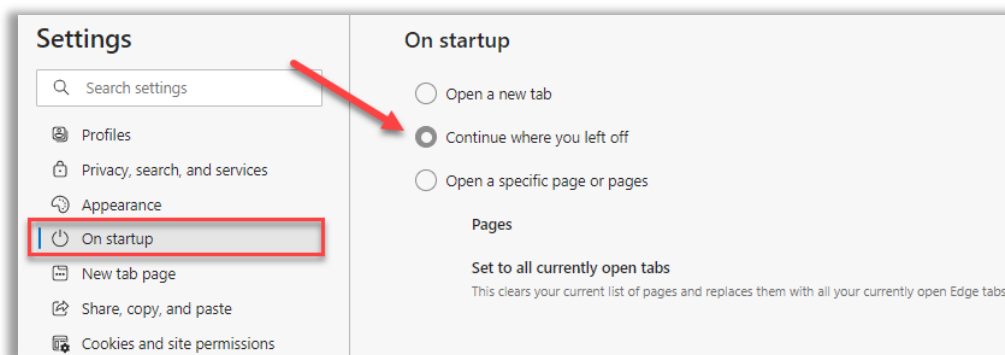 Settings
Search settings
Profiles
Privacy, search, and services
Appearance
On startup
New tab page
Share, copy, and paste
Cookies and site permissions
On startup
Open a new tab
Continue where you left off
Open a specific page or pages
Pages
Set to all currently open tabs
This clears your current list of pages and replaces them with all your currently open Edge tabs